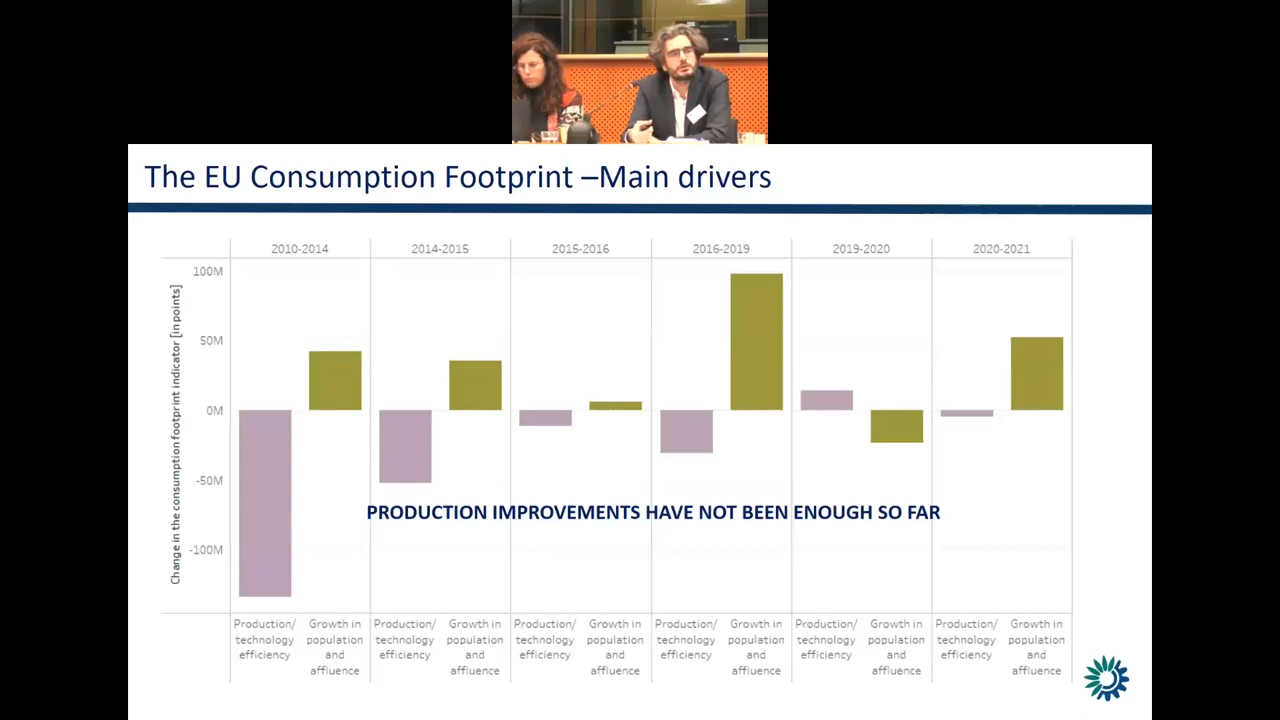 The EU Consumption Footprint –Main drivers
2010-2014 2014-2015 2015-2016 2016-2019 2019-2020 2020-2021
Change in the consumption footprint indicator [in points]
100M
50M
0M
-50M
-100M
PRODUCTION IMPROVEMENTS HAVE NOT BEEN ENOUGH SO FAR
Production/ Growth in Production/ Growth in Production/ Growth in Production/ Growth in Production/ Growth in Production/ Growth in
technology population technology population technology population technology population technology population technology population
efficiency and efficiency and efficiency and efficiency and efficiency and efficiency and
affluence affluence affluence affluence affluence affluence